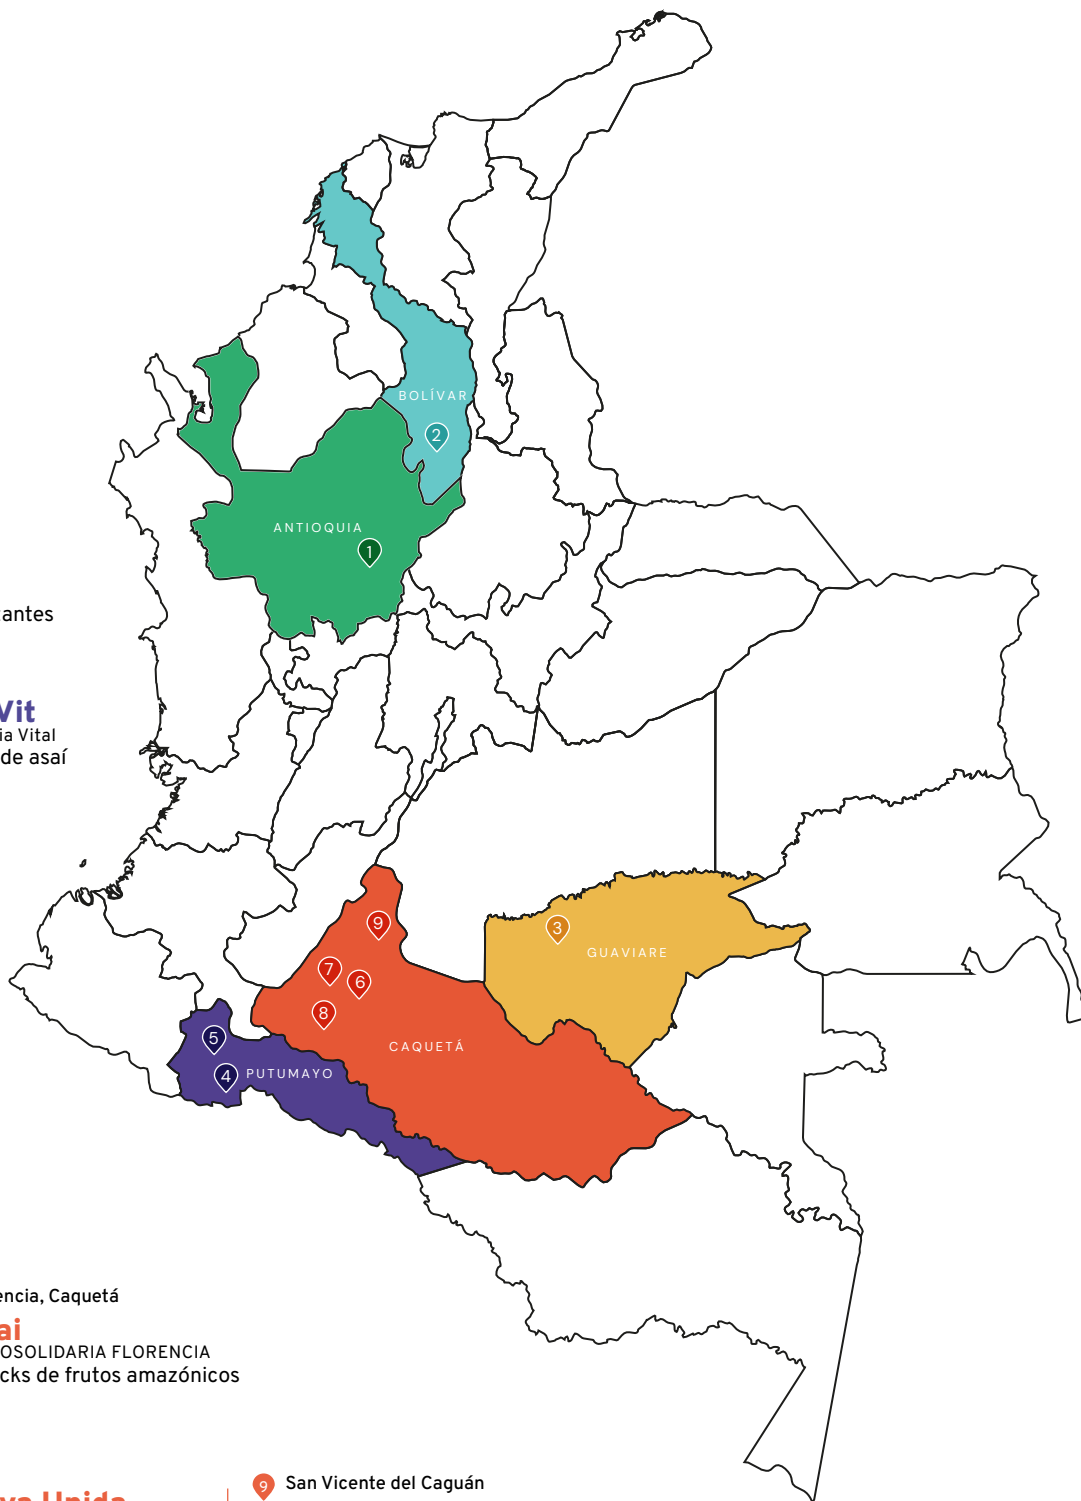 BOLÍVAR
2
ANTIOQUIA
1
Vit
ia Vital
de asaí
9
3
GUAVIARE
7
6
8
CAQUETÁ
5
4
PUTUMAYO
encia, Caquetá
ai
OSOLIDARIA FLORENCIA
cks de frutos amazónicos
9 San Vicente del Caguán